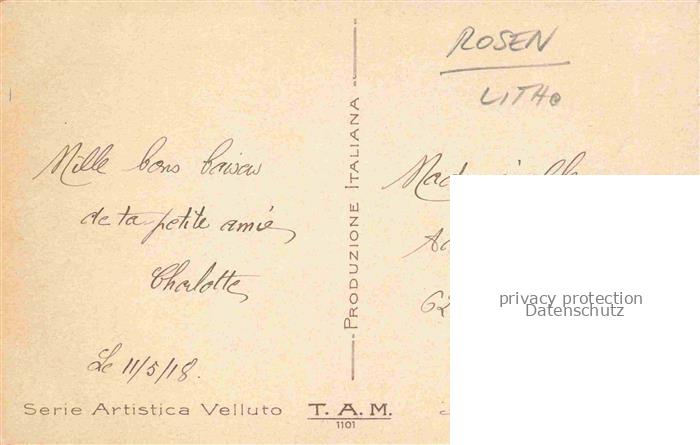 ROSEN
LITHO
Mille bons baisers
de ta petite amie
Charlotte
Le 11/5/18.
PRODUZIONE ITALIANA
62
privacy protection
Datenschutz
Serie Artistica Velluto T. A. M.
1101